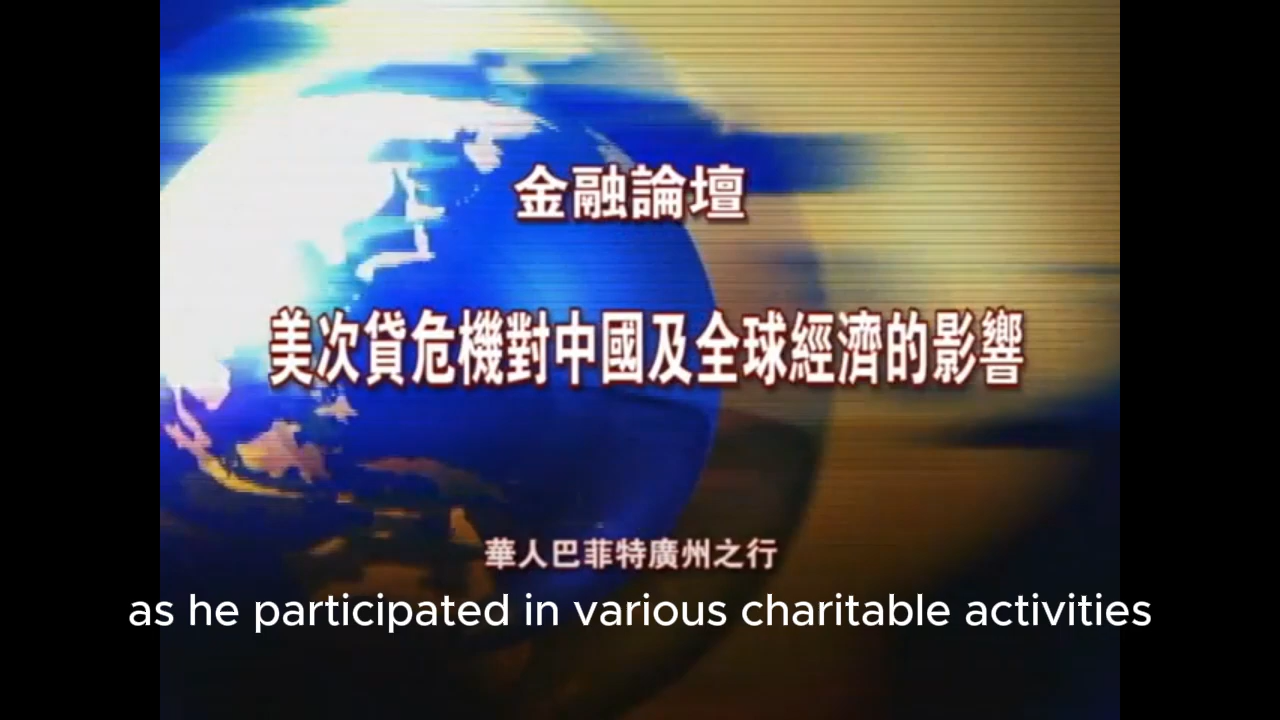 金融論壇
美次貸危機對中國及全球經濟的影響
華人巴菲特廣州之行
as he participated in various charitable activities